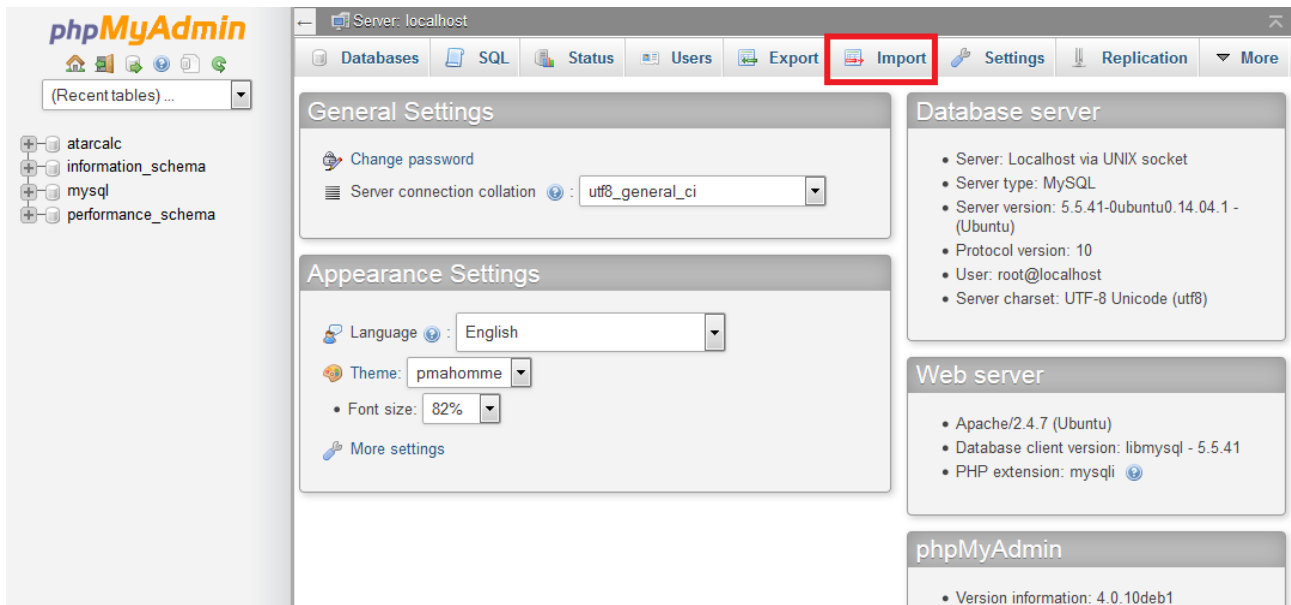 phpMyAdmin
(Recent tables) ...
atarcalc
information_schema
mysql
performance_schema
Server: localhost
Databases SQL Status Users Export Import Settings Replication More
General Settings
Change password
Server connection collation : utf8_general_ci
Appearance Settings
Language : English
Theme: pmahomme
• Font size: 82%
More settings
Database server
• Server: Localhost via UNIX socket
• Server type: MySQL
• Server version: 5.5.41-0ubuntu0.14.04.1 -
(Ubuntu)
• Protocol version: 10
• User: root@localhost
• Server charset: UTF-8 Unicode (utf8)
Web server
• Apache/2.4.7 (Ubuntu)
• Database client version: libmysql - 5.5.41
• PHP extension: mysqli
phpMyAdmin
• Version information: 4.0.10deb1